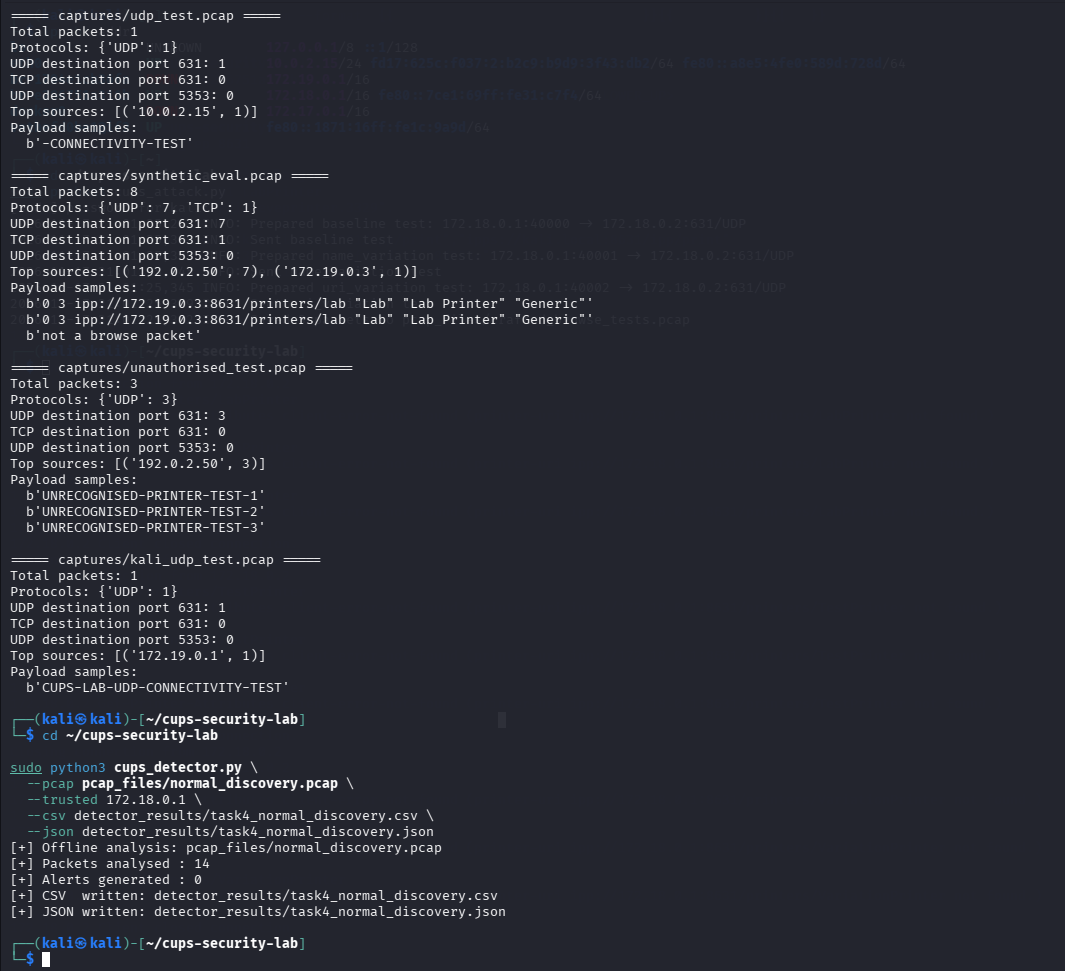 ===== captures/udp_test.pcap =====
Total packets: 1
Protocols: {'UDP': 1}
UDP destination port 631: 1
TCP destination port 631: 0
UDP destination port 5353: 0
Top sources: [('10.0.2.15', 1)]
Payload samples:
  b'-CONNECTIVITY-TEST'

===== captures/synthetic_eval.pcap =====
Total packets: 8
Protocols: {'UDP': 7, 'TCP': 1}
UDP destination port 631: 7
TCP destination port 631: 1
UDP destination port 5353: 0
Top sources: [('192.0.2.50', 7), ('172.19.0.3', 1)]
Payload samples:
  b'0 3 ipp://172.19.0.3:8631/printers/lab "Lab" "Lab Printer" "Generic"'
  b'0 3 ipp://172.19.0.3:8631/printers/lab "Lab" "Lab Printer" "Generic"'
  b'not a browse packet'

===== captures/unauthorised_test.pcap =====
Total packets: 3
Protocols: {'UDP': 3}
UDP destination port 631: 3
TCP destination port 631: 0
UDP destination port 5353: 0
Top sources: [('192.0.2.50', 3)]
Payload samples:
  b'UNRECOGNISED-PRINTER-TEST-1'
  b'UNRECOGNISED-PRINTER-TEST-2'
  b'UNRECOGNISED-PRINTER-TEST-3'

===== captures/kali_udp_test.pcap =====
Total packets: 1
Protocols: {'UDP': 1}
UDP destination port 631: 1
TCP destination port 631: 0
UDP destination port 5353: 0
Top sources: [('172.19.0.1', 1)]
Payload samples:
  b'CUPS-LAB-UDP-CONNECTIVITY-TEST'

┌──(kali㉿kali)-[~/cups-security-lab]
└─$ cd ~/cups-security-lab

sudo python3 cups_detector.py \
  --pcap pcap_files/normal_discovery.pcap \
  --trusted 172.18.0.1 \
  --csv detector_results/task4_normal_discovery.csv \
  --json detector_results/task4_normal_discovery.json
[+] Offline analysis: pcap_files/normal_discovery.pcap
[+] Packets analysed : 14
[+] Alerts generated : 0
[+] CSV  written: detector_results/task4_normal_discovery.csv
[+] JSON written: detector_results/task4_normal_discovery.json

┌──(kali㉿kali)-[~/cups-security-lab]
└─$